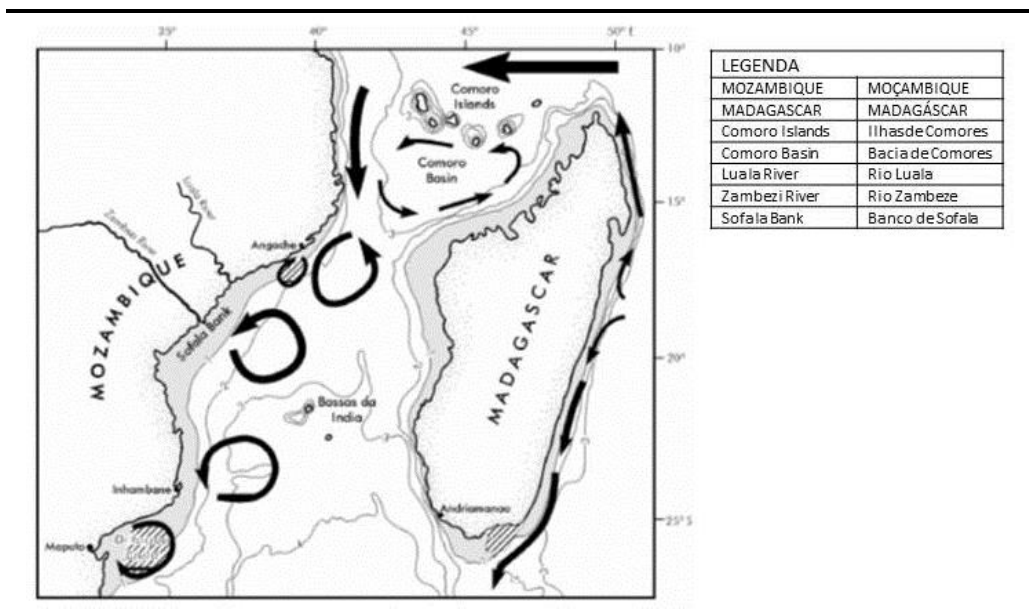 35°
40°
45°
50° E
10°
15°
20°
25° S
Comoro
Islands
Comoro
Basin
Angoche
Luala River
Zambezi River
MOZAMBIQUE
Sofala Bank
MADAGASCAR
Bassas da
India
Inhambane
Maputo
LEGENDA
MOZAMBIQUE MOÇAMBIQUE
MADAGASCAR MADAGÁSCAR
Comoro Islands Ilhas de Comores
Comoro Basin Bacia de Comores
Luala River Rio Luala
Zambezi River Rio Zambeze
Sofala Bank Banco de Sofala